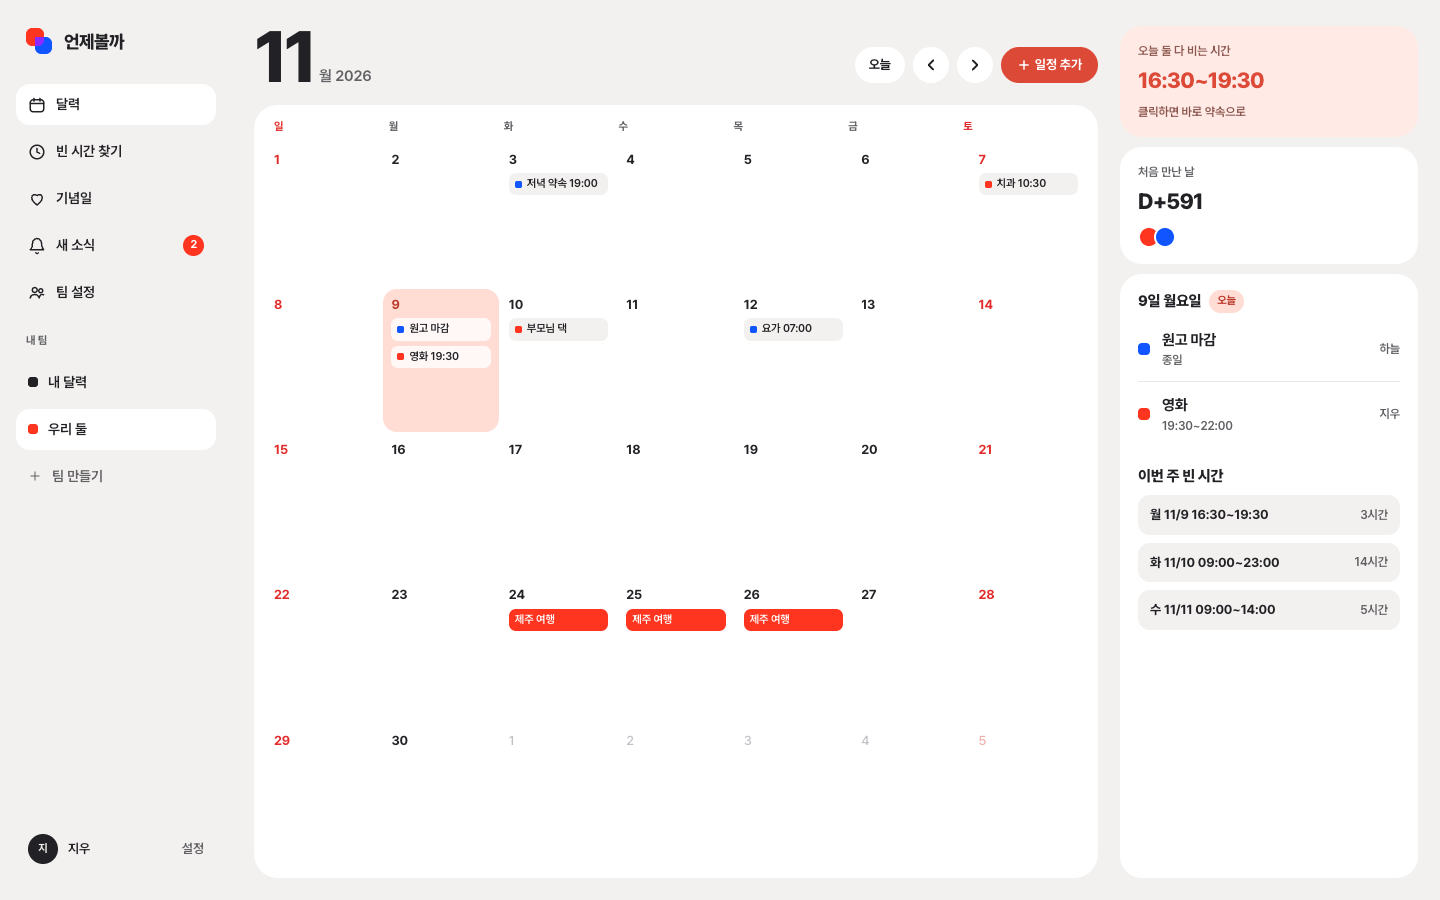 언제볼까
달력
빈 시간 찾기
기념일
새 소식 2
팀 설정
내 팀
내 달력
우리 둘
팀 만들기
지 지우 설정
11 월 2026
오늘
일정 추가
일 월 화 수 목 금 토
1 2 3 4 5 6 7
저녁 약속 19:00
치과 10:30
8 9 10 11 12 13 14
원고 마감
부모님 댁
요가 07:00
영화 19:30
15 16 17 18 19 20 21
22 23 24 25 26 27 28
제주 여행 제주 여행 제주 여행
29 30 1 2 3 4 5
오늘 둘 다 비는 시간
16:30~19:30
클릭하면 바로 약속으로
처음 만난 날
D+591
9일 월요일 오늘
원고 마감
종일
하늘
영화
19:30~22:00
지우
이번 주 빈 시간
월 11/9 16:30~19:30 3시간
화 11/10 09:00~23:00 14시간
수 11/11 09:00~14:00 5시간